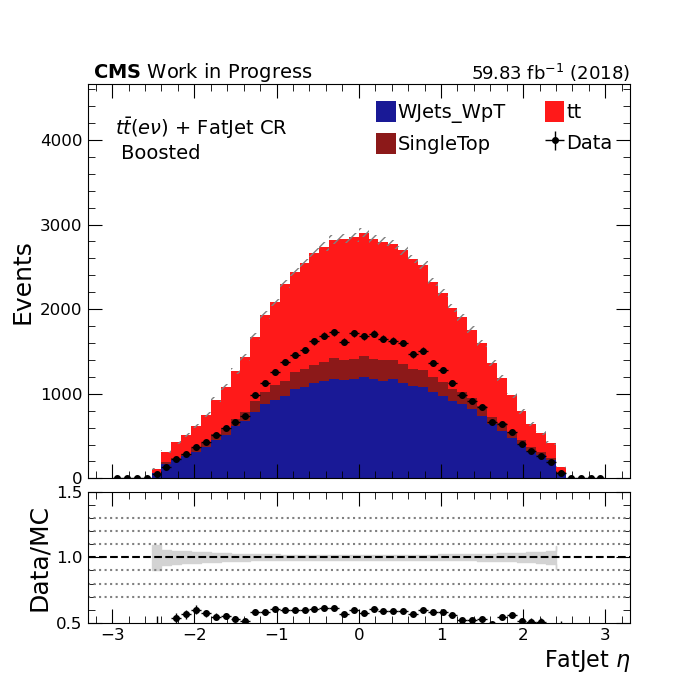 CMS Work in Progress 59.83 fb⁻¹ (2018)
tt̄(eν) + FatJet CR
Boosted
WJets_WpT tt
SingleTop Data
Events
4000
3000
2000
1000
0
Data/MC
1.5
1.0
0.5
−3 −2 −1 0 1 2 3
FatJet η